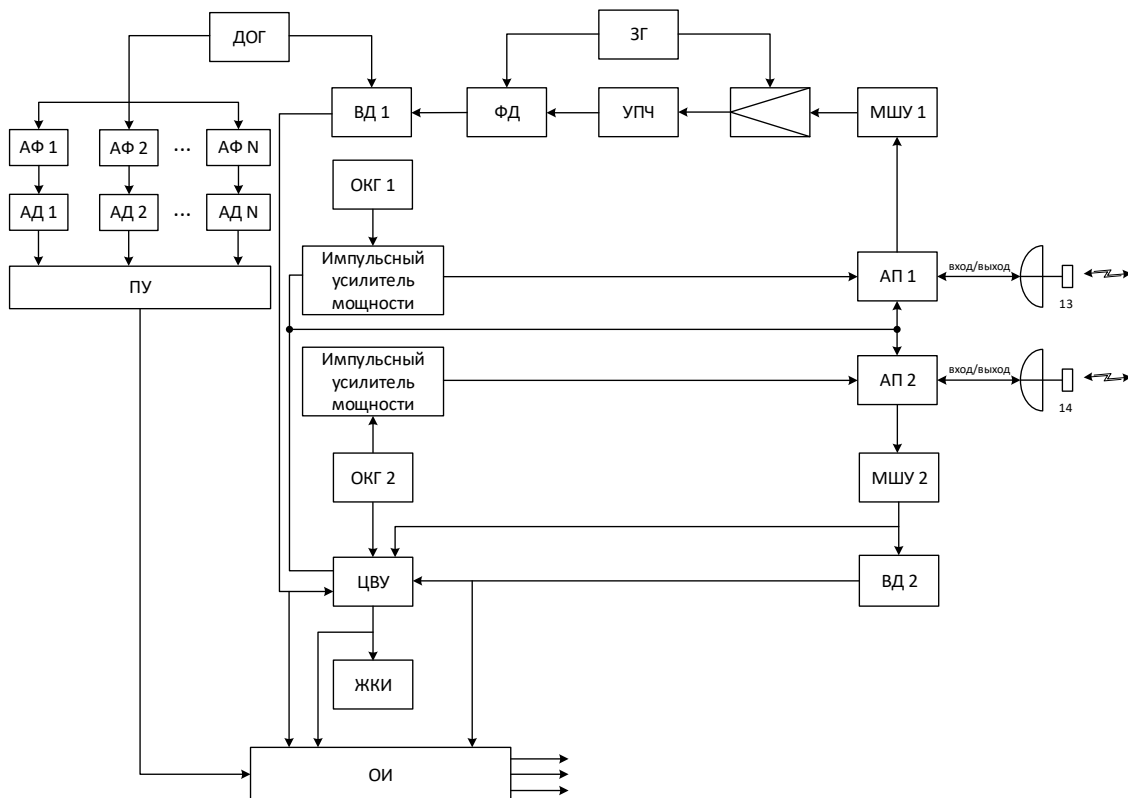 ДОГ
ЗГ
ВД 1
ФД
УПЧ
МШУ 1
АФ 1
АФ 2
...
АФ N
АД 1
АД 2
...
АД N
ПУ
ОКГ 1
Импульсный
усилитель
мощности
АП 1
вход/выход
13
Импульсный
усилитель
мощности
АП 2
вход/выход
14
ОКГ 2
МШУ 2
ЦВУ
ВД 2
ЖКИ
ОИ